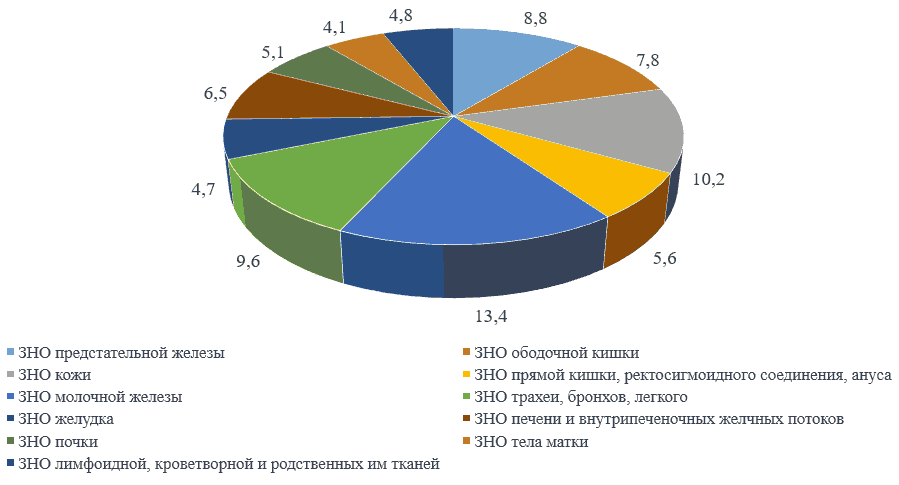 4,8
8,8
4,1
7,8
5,1
6,5
10,2
4,7
5,6
9,6
13,4
ЗНО предстательной железы
ЗНО ободочной кишки
ЗНО кожи
ЗНО прямой кишки, ректосигмоидного соединения, ануса
ЗНО молочной железы
ЗНО трахеи, бронхов, легкого
ЗНО желудка
ЗНО печени и внутрипеченочных желчных потоков
ЗНО почки
ЗНО тела матки
ЗНО лимфоидной, кроветворной и родственных им тканей